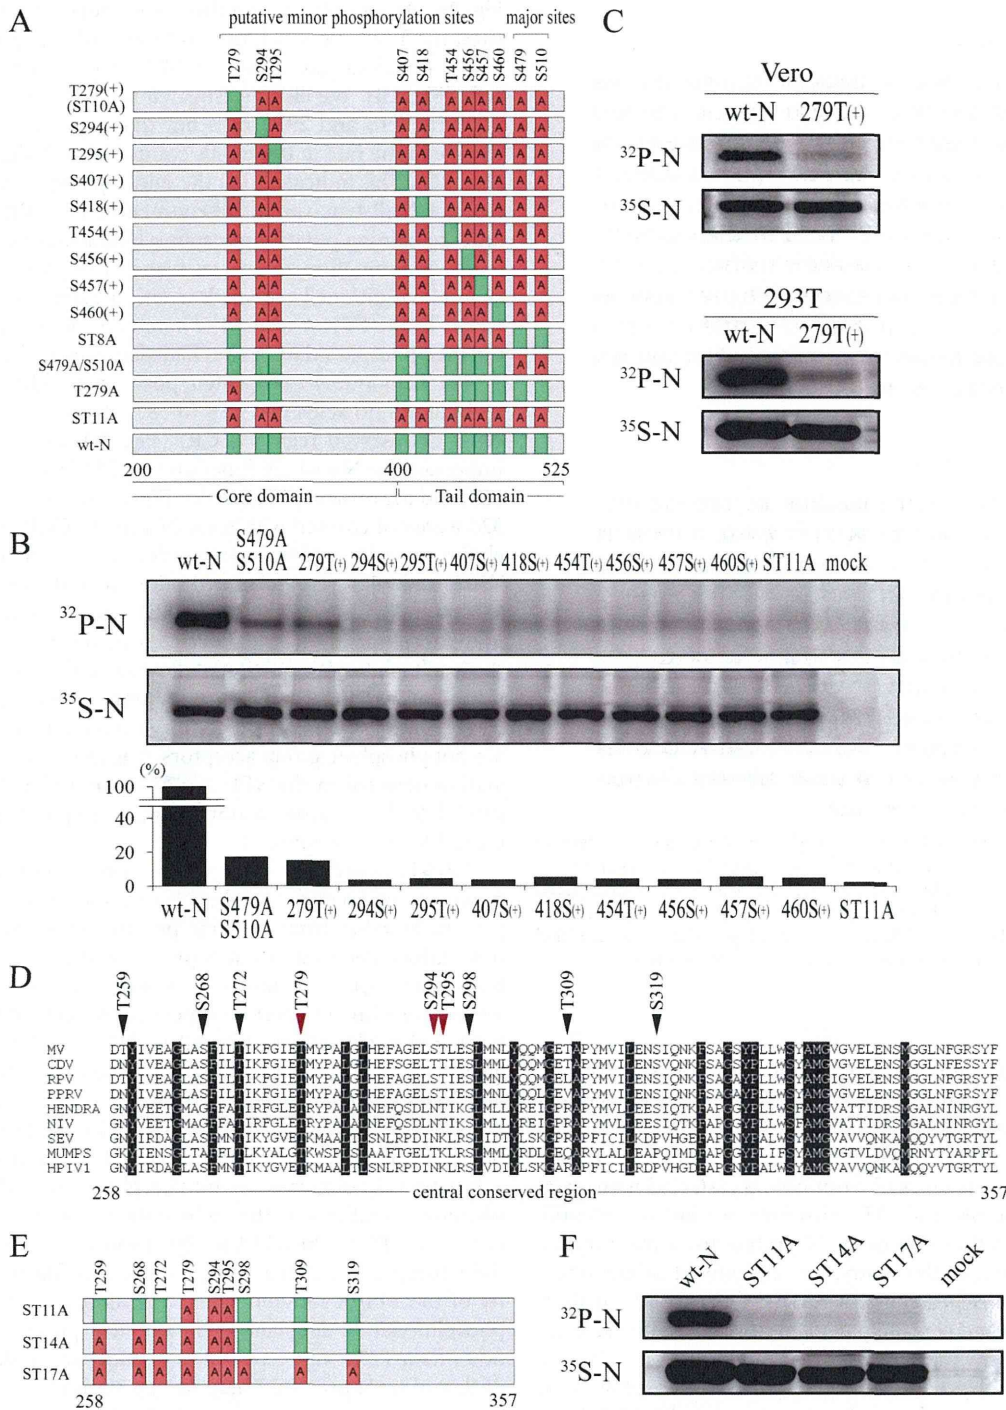 A
putative minor phosphorylation sites
major sites
T279 S294 T295 S407 S418 T454 S456 S457 S460 S479 S510
T279(+)
(ST10A) A A A A A A A A A A
S294(+) A A A A A A A A A A
T295(+) A A A A A A A A A A
S407(+) A A A A A A A A A A
S418(+) A A A A A A A A A A
T454(+) A A A A A A A A A A
S456(+) A A A A A A A A A A
S457(+) A A A A A A A A A A
S460(+) A A A A A A A A A A
ST8A A A A A A A A A
S479A/S510A A A
T279A A
ST11A A A A A A A A A A A A
wt-N
200 400 525
Core domain Tail domain
C
Vero
wt-N 279T(+)
32P-N
35S-N
293T
wt-N 279T(+)
32P-N
35S-N
B
wt-N S479A S510A 279T(+) 294S(+) 295T(+) 407S(+) 418S(+) 454T(+) 456S(+) 457S(+) 460S(+) ST11A mock
32P-N
35S-N
(%)
100
40
20
0
wt-N S479A S510A 279T(+) 294S(+) 295T(+) 407S(+) 418S(+) 454T(+) 456S(+) 457S(+) 460S(+) ST11A
D
T259 S268 T272 T279 S294 T295 S298 T309 S319
MV DTYIVEAGLASFILTIKFGIETMYPALGLHEFAGELSTLESLMNLYQQMGETAPYMVILENSIQNKFSAGSYPLLWSYAMGVGVELENSMGGLNFGRSYF
CDV DNYIVEAGLASFILTIKFGIETMYPALGLHEFSGELTTIESLMMLYQQMGETAPYMVILENSVQNKFSAGSYPLLWSYAMGVGVELENSMGGLNFESSYF
RPV
PPRV
HENDRA
NIV
SEV
MUMPS
HPIV1
258 central conserved region 357
E
T259 S268 T272 T279 S294 T295 S298 T309 S319
ST11A A A A
ST14A A A A A A A
ST17A A A A A A A A A A
258 357
F
wt-N ST11A ST14A ST17A mock
32P-N
35S-N